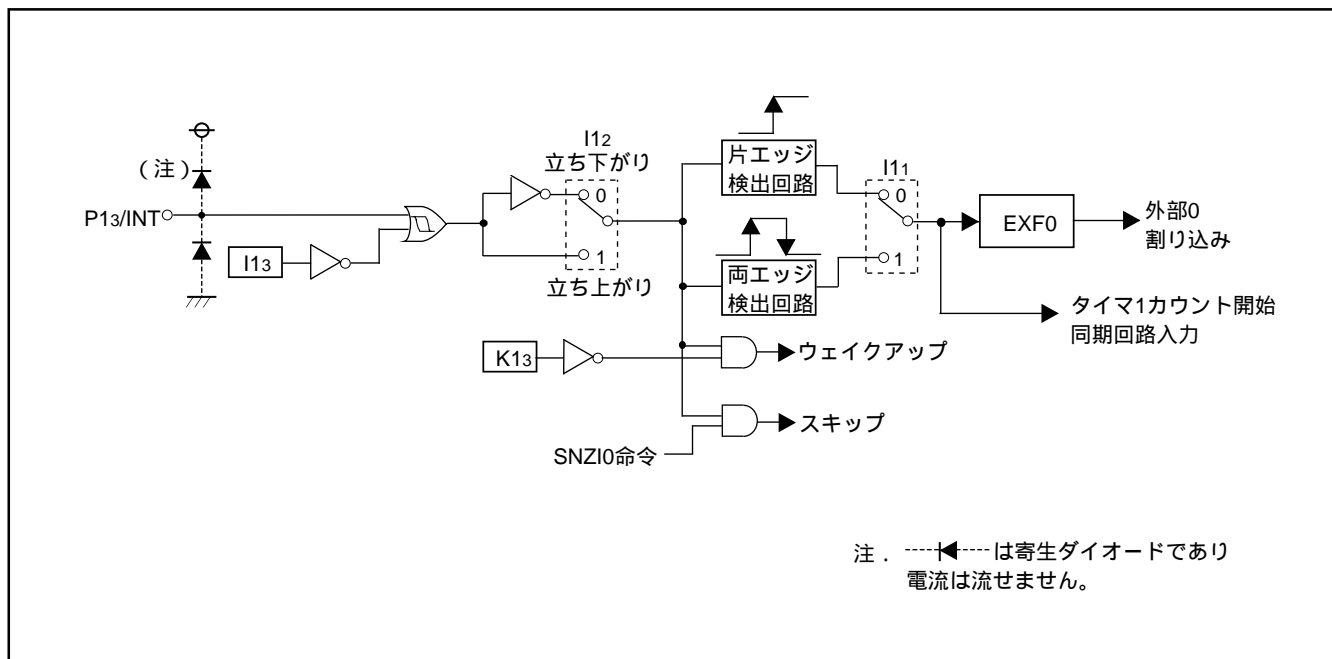 I12
立ち下がり
片エッジ
検出回路
I11
(注)
0
0
P13/INT
EXF0
外部0
割り込み
I13
1
立ち上がり
両エッジ
検出回路
1
タイマ1カウント開始
同期回路入力
K13
ウェイクアップ
スキップ
SNZI0命令
注. は寄生ダイオードであり
電流は流せません。